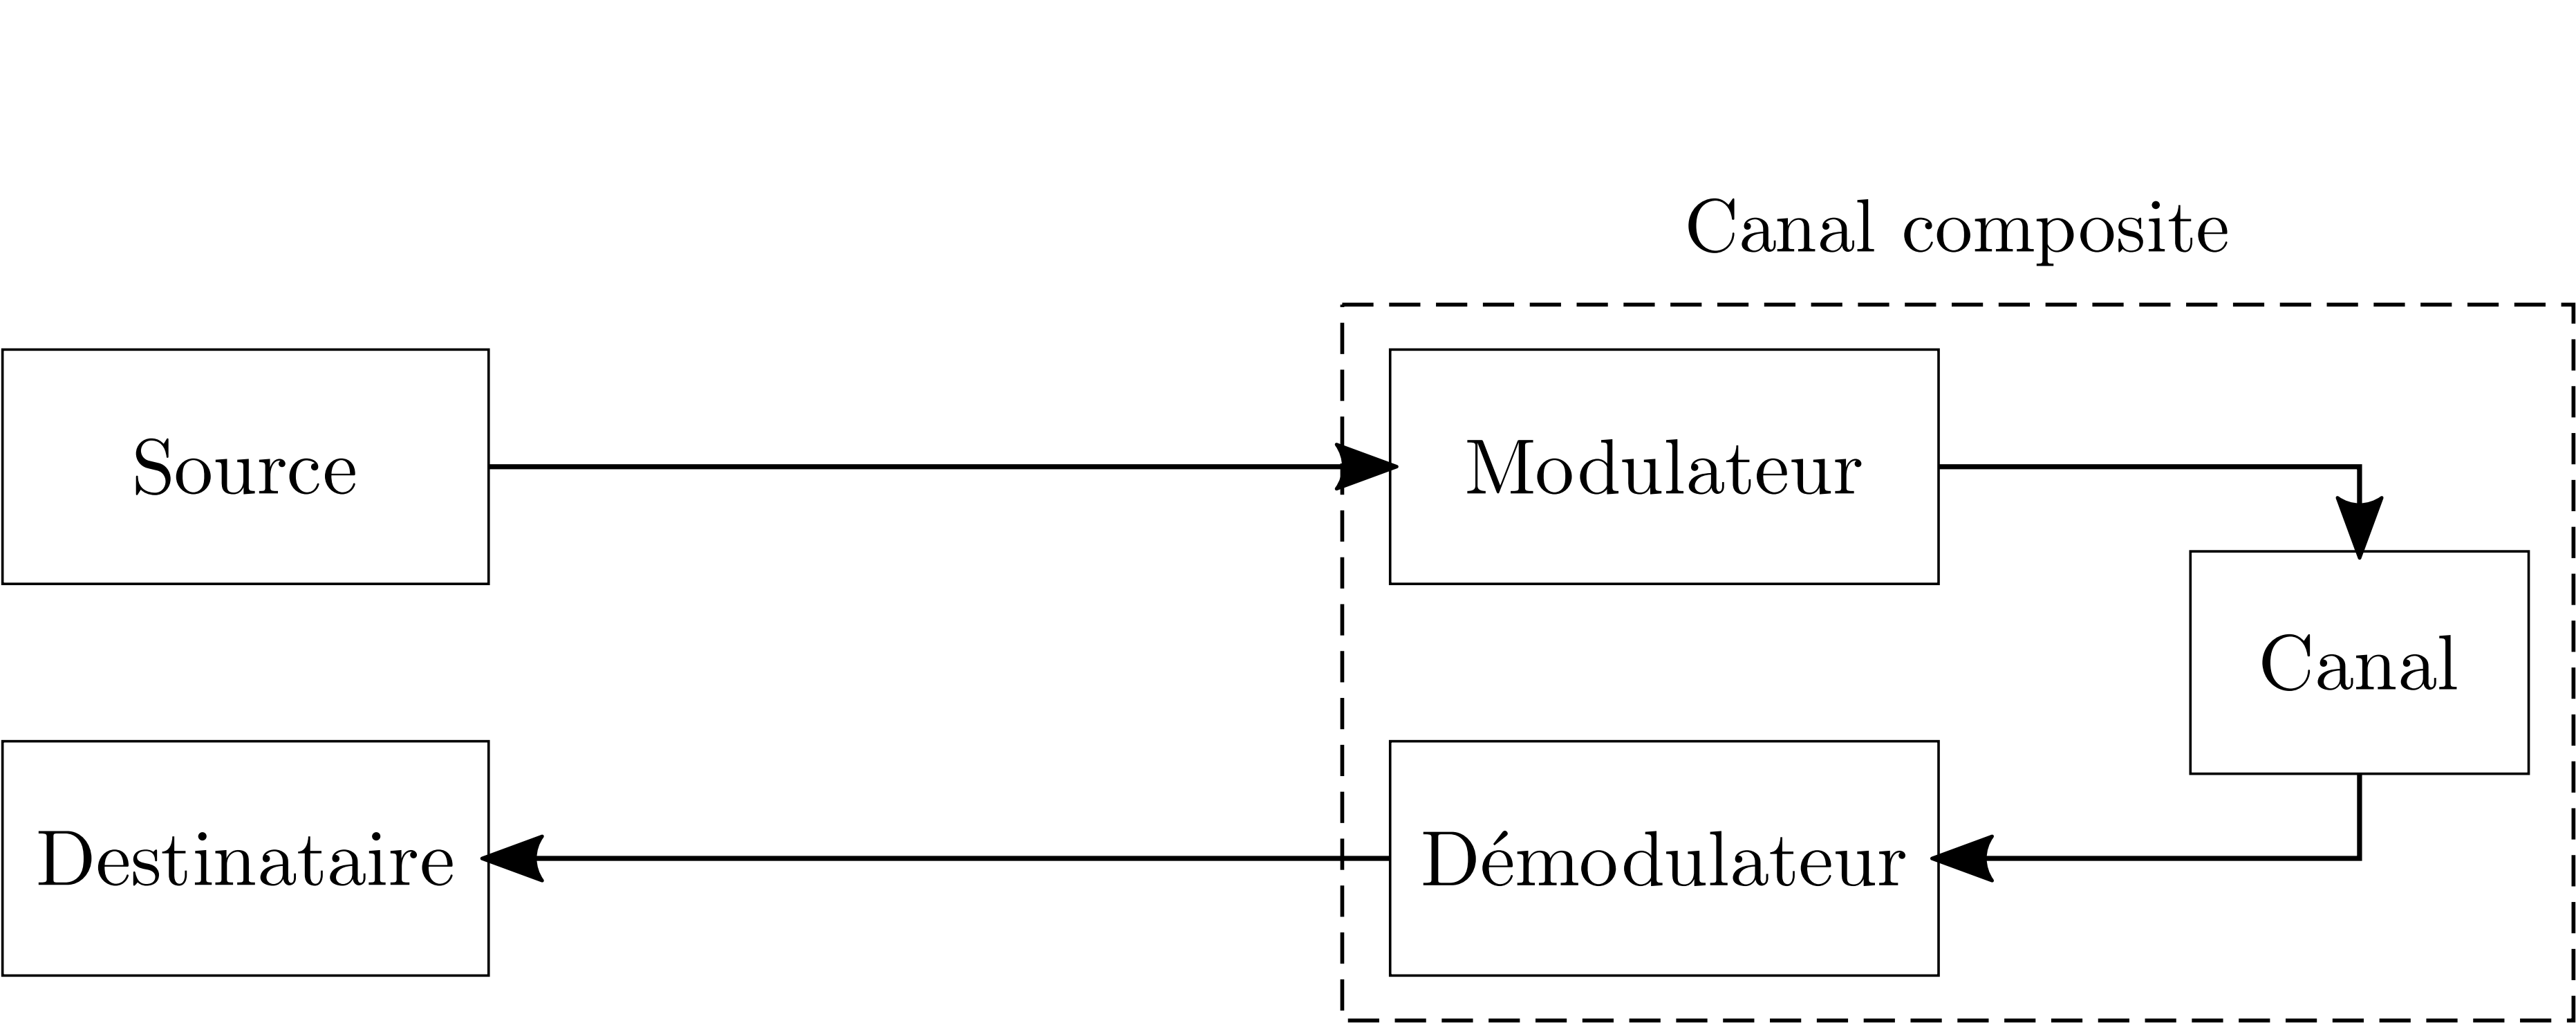 Canal composite
Source
Modulateur
Canal
Destinataire
Démodulateur